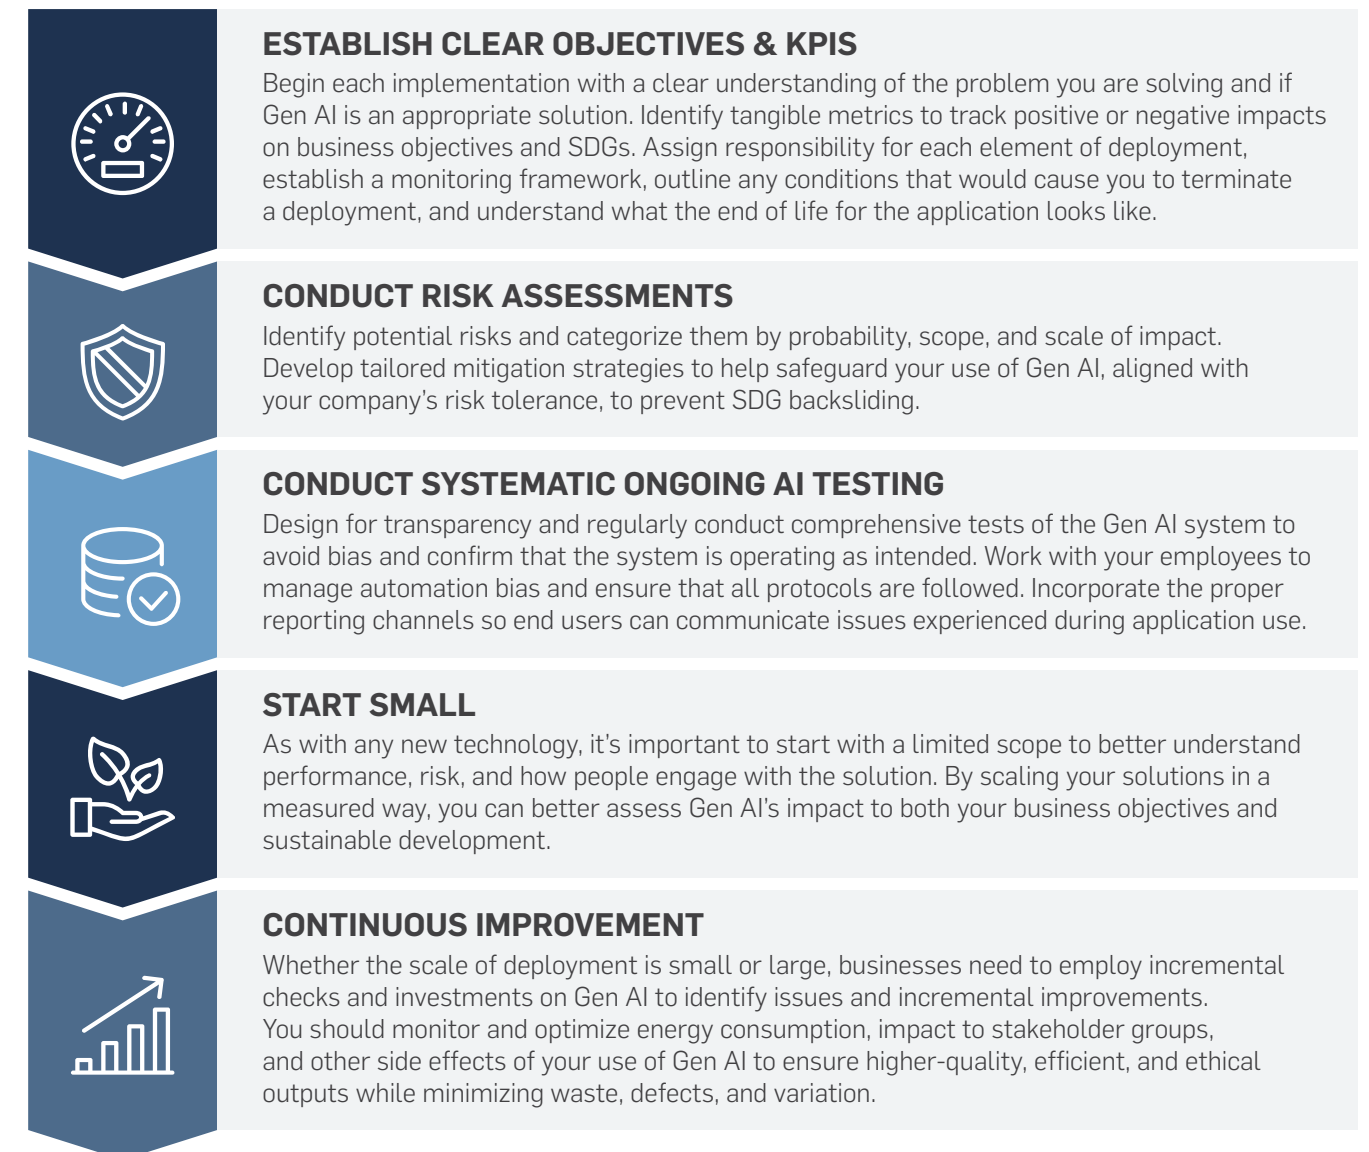 ESTABLISH CLEAR OBJECTIVES & KPIS
Begin each implementation with a clear understanding of the problem you are solving and if
Gen AI is an appropriate solution. Identify tangible metrics to track positive or negative impacts
on business objectives and SDGs. Assign responsibility for each element of deployment,
establish a monitoring framework, outline any conditions that would cause you to terminate
a deployment, and understand what the end of life for the application looks like.
CONDUCT RISK ASSESSMENTS
Identify potential risks and categorize them by probability, scope, and scale of impact.
Develop tailored mitigation strategies to help safeguard your use of Gen AI, aligned with
your company’s risk tolerance, to prevent SDG backsliding.
CONDUCT SYSTEMATIC ONGOING AI TESTING
Design for transparency and regularly conduct comprehensive tests of the Gen AI system to
avoid bias and confirm that the system is operating as intended. Work with your employees to
manage automation bias and ensure that all protocols are followed. Incorporate the proper
reporting channels so end users can communicate issues experienced during application use.
START SMALL
As with any new technology, it’s important to start with a limited scope to better understand
performance, risk, and how people engage with the solution. By scaling your solutions in a
measured way, you can better assess Gen AI’s impact to both your business objectives and
sustainable development.
CONTINUOUS IMPROVEMENT
Whether the scale of deployment is small or large, businesses need to employ incremental
checks and investments on Gen AI to identify issues and incremental improvements.
You should monitor and optimize energy consumption, impact to stakeholder groups,
and other side effects of your use of Gen AI to ensure higher-quality, efficient, and ethical
outputs while minimizing waste, defects, and variation.